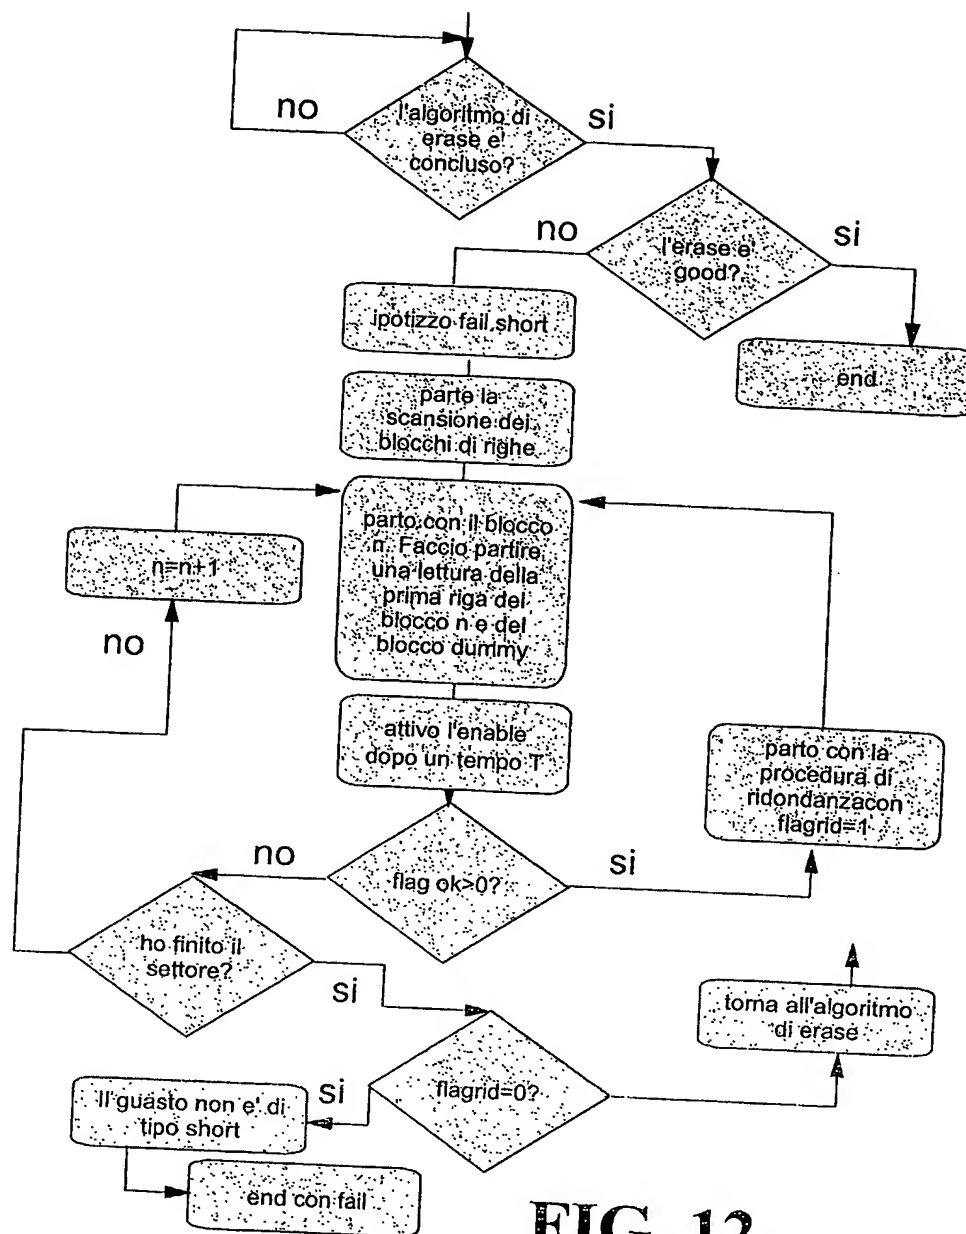 no
l'algoritmo di
erase e'
concluso?
si
no
l'erase e'
good?
si
ipotizzo fail short
end
parte la
scansione dei
blocchi di righe
n=n+1
parto con il blocco
n. Faccio partire
una lettura della
prima riga del
blocco n e del
blocco dummy
no
attivo l'enable
dopo un tempo T
parto con la
procedura di
ridondanzacon
flagrid=1
no
flag ok>0?
si
ho finito il
settore?
si
torna all'algoritmo
di erase
flagrid=0?
si
Il guasto non e' di
tipo short
end con fail
FIG. 12